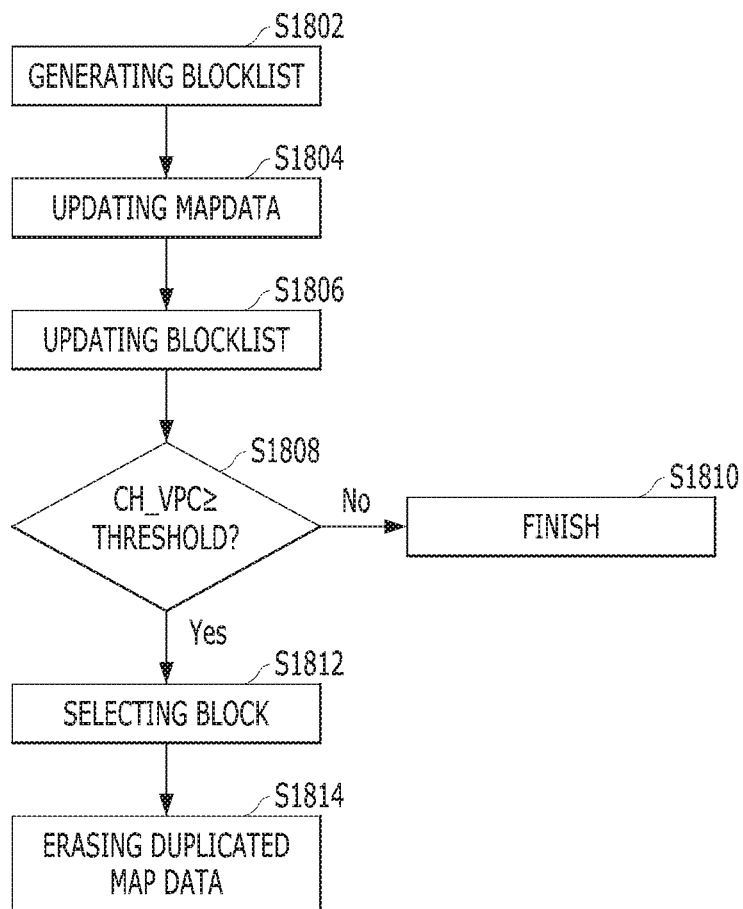 S1802
GENERATING BLOCKLIST
S1804
UPDATING MAPDATA
S1806
UPDATING BLOCKLIST
S1808
CH_VPC≥
THRESHOLD?
No
S1810
FINISH
Yes
S1812
SELECTING BLOCK
S1814
ERASING DUPLICATED
MAP DATA